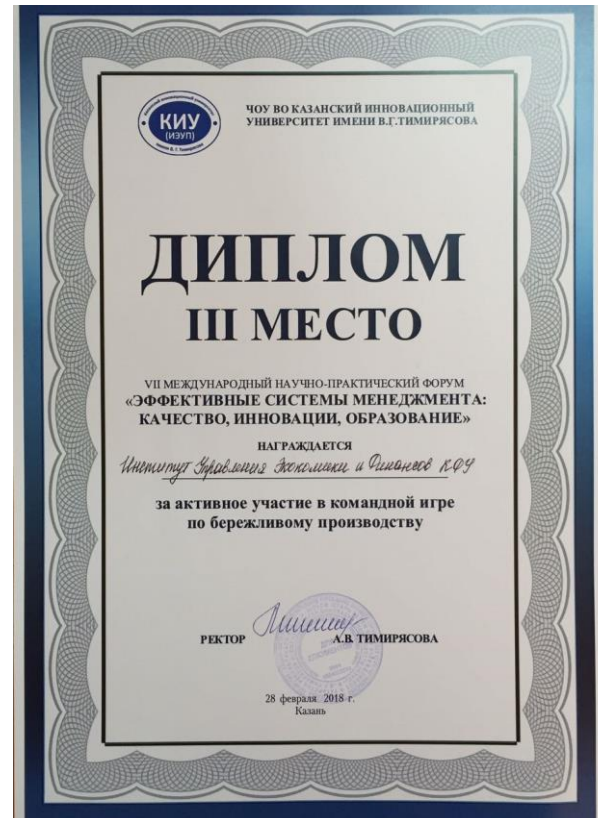 КИУ
(ИЭУП)
имени В. Г. Тимирясова
ЧОУ ВО КАЗАНСКИЙ ИННОВАЦИОННЫЙ
УНИВЕРСИТЕТ ИМЕНИ В.Г.ТИМИРЯСОВА
ДИПЛОМ
III МЕСТО
VII МЕЖДУНАРОДНЫЙ НАУЧНО-ПРАКТИЧЕСКИЙ ФОРУМ
«ЭФФЕКТИВНЫЕ СИСТЕМЫ МЕНЕДЖМЕНТА:
КАЧЕСТВО, ИННОВАЦИИ, ОБРАЗОВАНИЕ»
НАГРАЖДАЕТСЯ
Институт Управления Экономики и Финансов КФУ
за активное участие в командной игре
по бережливому производству
РЕКТОР
А.В. ТИМИРЯСОВА
28 февраля 2018 г.
Казань